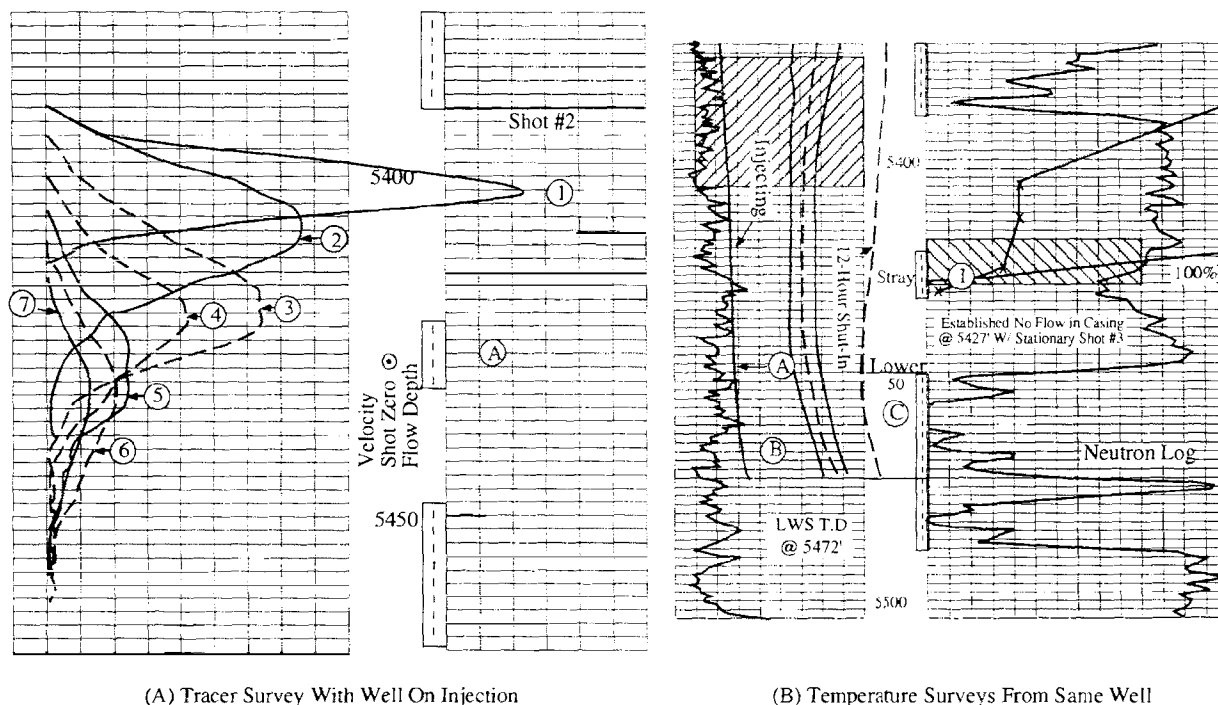 Shot #2
5400
1
2
3
4
7
A
5
6
Velocity
Shot Zero
Flow Depth
5450
(A) Tracer Survey With Well On Injection
Injecting
5400
12-Hour Shut-In
Stray
1
100%
Established No Flow in Casing
@ 5427' W/ Stationary Shot #3
A
Lower
50
C
B
Neutron Log
LWS T.D
@ 5472'
5500
(B) Temperature Surveys From Same Well